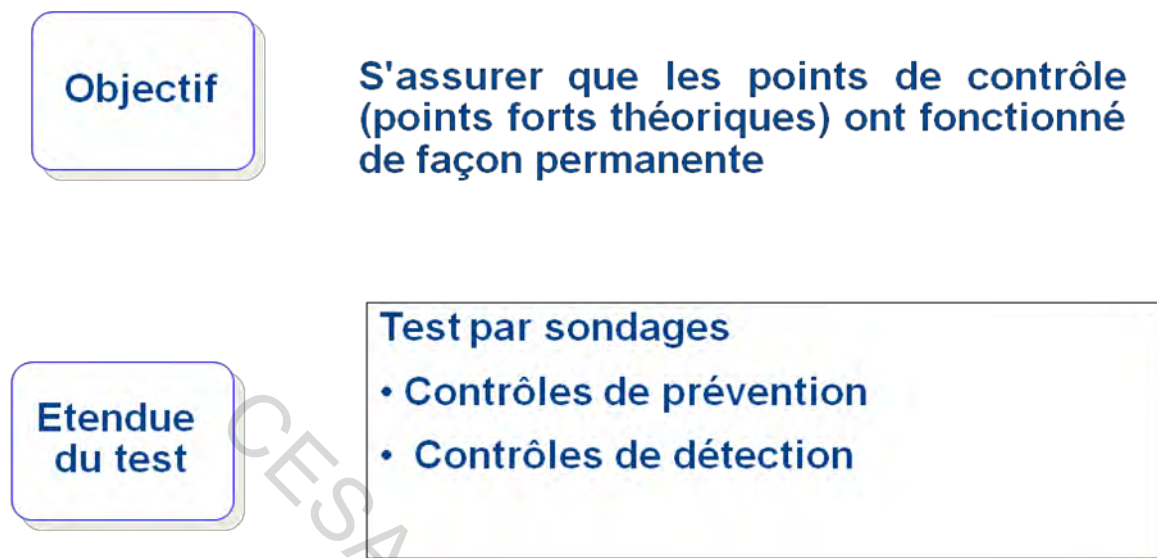 Objectif
S'assurer que les points de contrôle
(points forts théoriques) ont fonctionné
de façon permanente
Etendue
du test
Test par sondages
• Contrôles de prévention
• Contrôles de détection
CESA